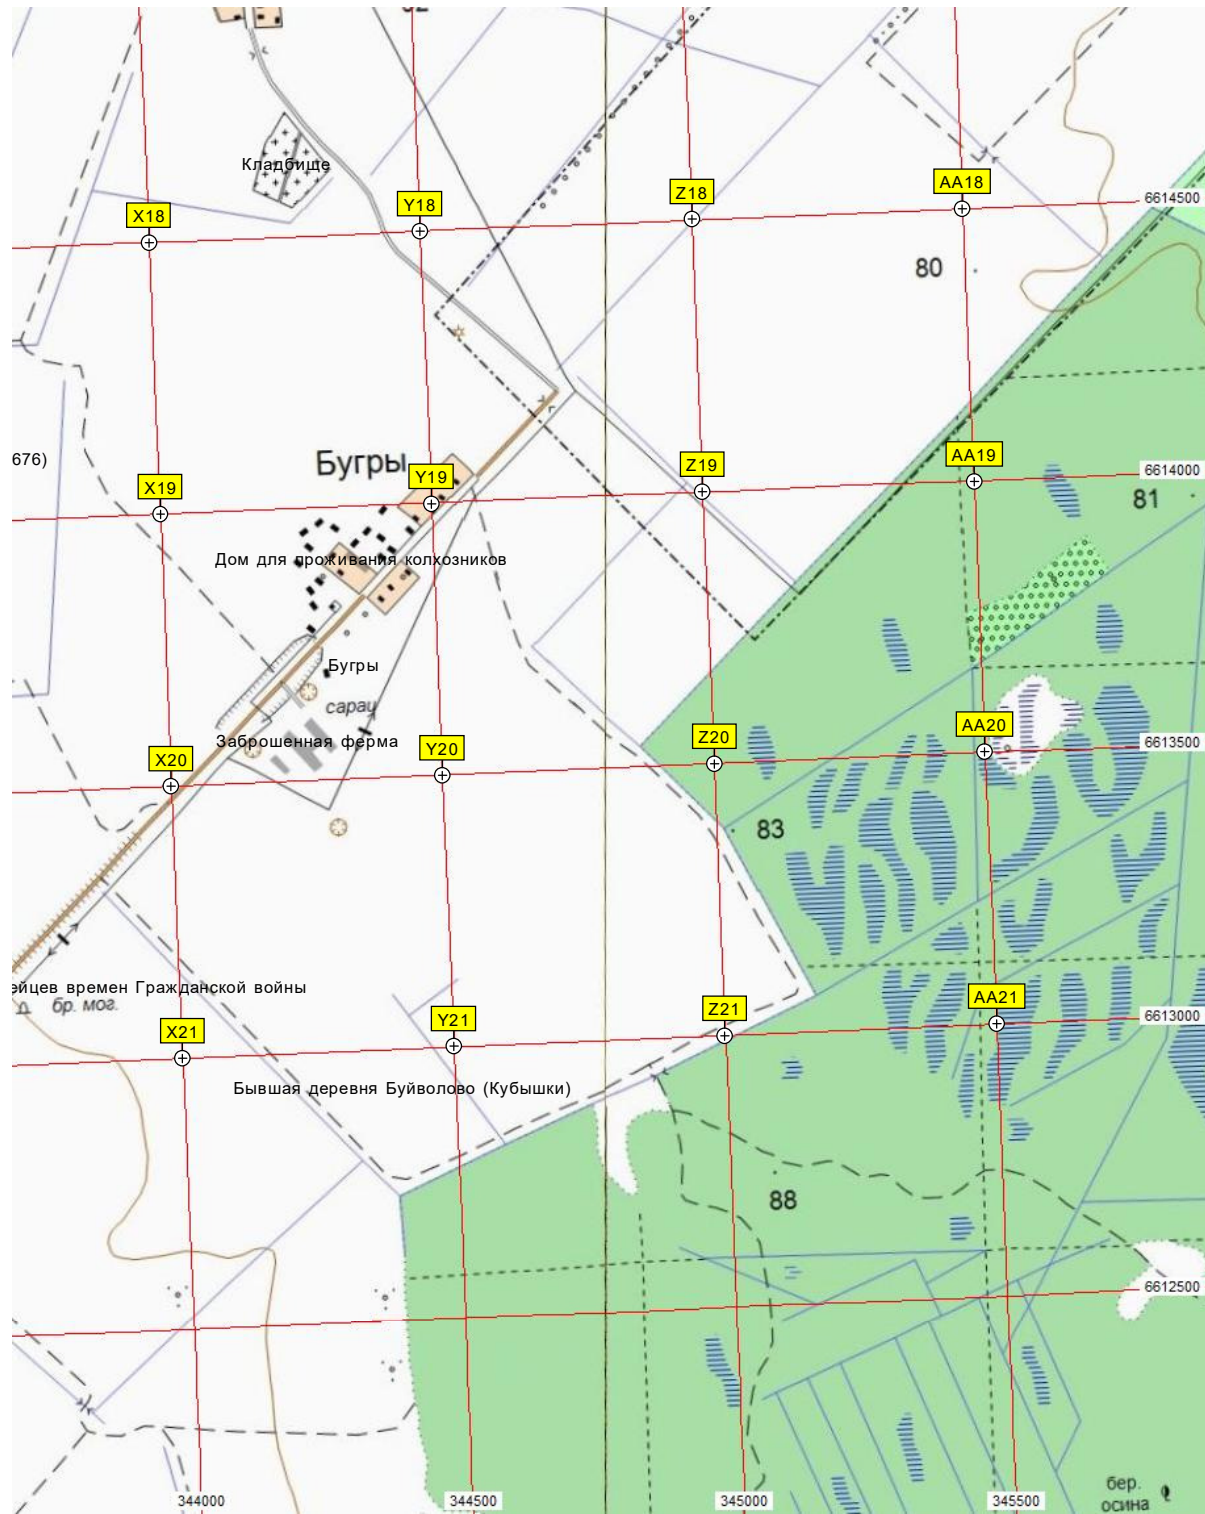 Кладбище
X18
Y18
Z18
AA18
6614500
80
676)
Бугры
X19
Y19
Z19
AA19
6614000
81
Дом для проживания колхозников
Бугры
сараи
Заброшенная ферма
X20
Y20
Z20
AA20
6613500
83
ейцев времен Гражданской войны
бр. мог.
X21
Y21
Z21
AA21
6613000
Бывшая деревня Буйволово (Кубышки)
88
6612500
344000
344500
345000
345500
бер.
осина